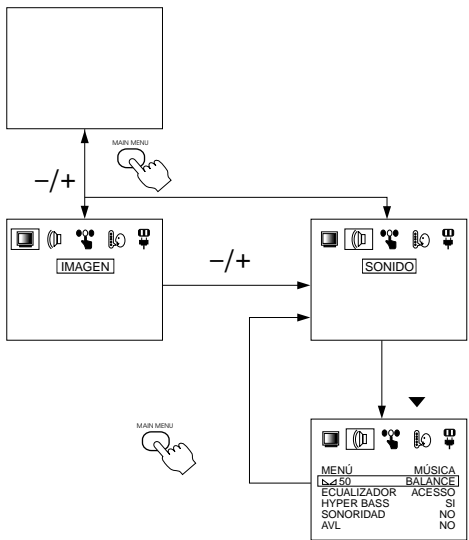 MAIN MENU
−/+
IMAGEN
−/+
SONIDO
MAIN MENU
MENÚ MÚSICA
50 BALANCE
ECUALIZADOR ACESSO
HYPER BASS SI
SONORIDAD NO
AVL NO